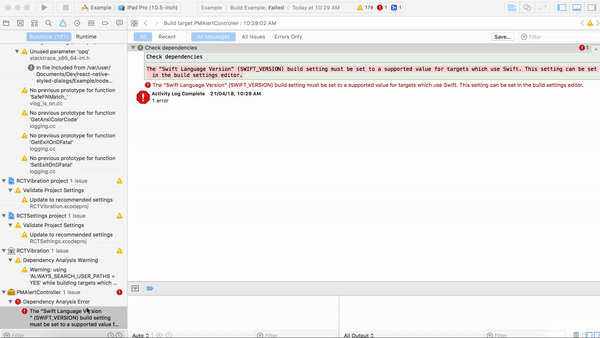 Example
iPad Pro (10.5-inch)
Build Example: Failed
Today at 10:29 AM
179
1
1
Build target PMAlertController : 10:29:02 AM
Buildtime (181)
Runtime
All
Recent
All Messages
All Issues
Errors Only
Save...
Filter
Unused parameter 'opq'
stacktrace_x86_64-inl.h
In file included from /var/user/
Documents/Dev/react-native
-styled-dialogs/Example/node...
No previous prototype for function
'SafeFNMatch_'
vlog_is_on.cc
No previous prototype for function
'GetAnsiColorCode'
logging.cc
No previous prototype for function
'GetExitOnDFatal'
logging.cc
No previous prototype for function
'SetExitOnDFatal'
logging.cc
RCTVibration project 1 issue
Validate Project Settings
Update to recommended settings
RCTVibration.xcodeproj
RCTSettings project 1 issue
Validate Project Settings
Update to recommended settings
RCTSettings.xcodeproj
RCTVibration 1 issue
Dependency Analysis Warning
Warning: using
'ALWAYS_SEARCH_USER_PATHS =
YES' while building targets which ...
PMAlertController 1 issue
Dependency Analysis Error
The "Swift Language Version
" (SWIFT_VERSION) build setting
must be set to a supported value f...
Filter
Check dependencies
1
Check dependencies
The "Swift Language Version" (SWIFT_VERSION) build setting must be set to a supported value for targets which use Swift. This setting can be set
in the build settings editor.
The "Swift Language Version" (SWIFT_VERSION) build setting must be set to a supported value for targets which use Swift. This setting can be set in the build settings editor.
Activity Log Complete 21/04/18, 10:29 AM
1 error
Auto
Filter
All Output
Filter